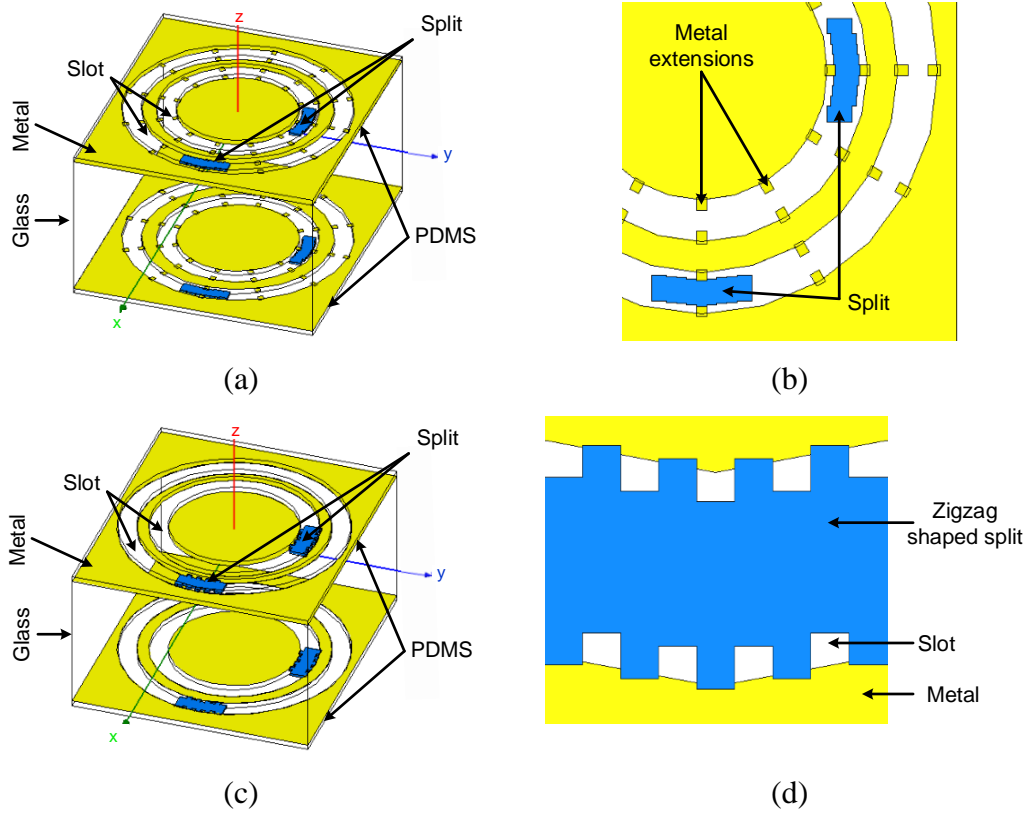 z
Split
Slot
Metal
y
Glass
PDMS
x
(a)
Metal
extensions
Split
(b)
z
Split
Slot
Metal
y
Glass
PDMS
x
(c)
Zigzag
shaped split
Slot
Metal
(d)